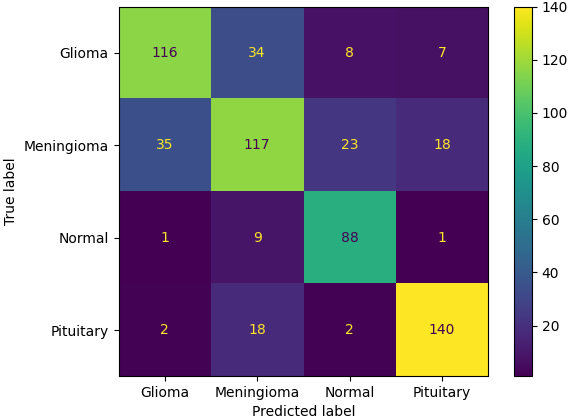 Glioma 116 34 8 7
Meningioma 35 117 23 18
Normal 1 9 88 1
Pituitary 2 18 2 140
Glioma Meningioma Normal Pituitary
Predicted label
True label
140
120
100
80
60
40
20